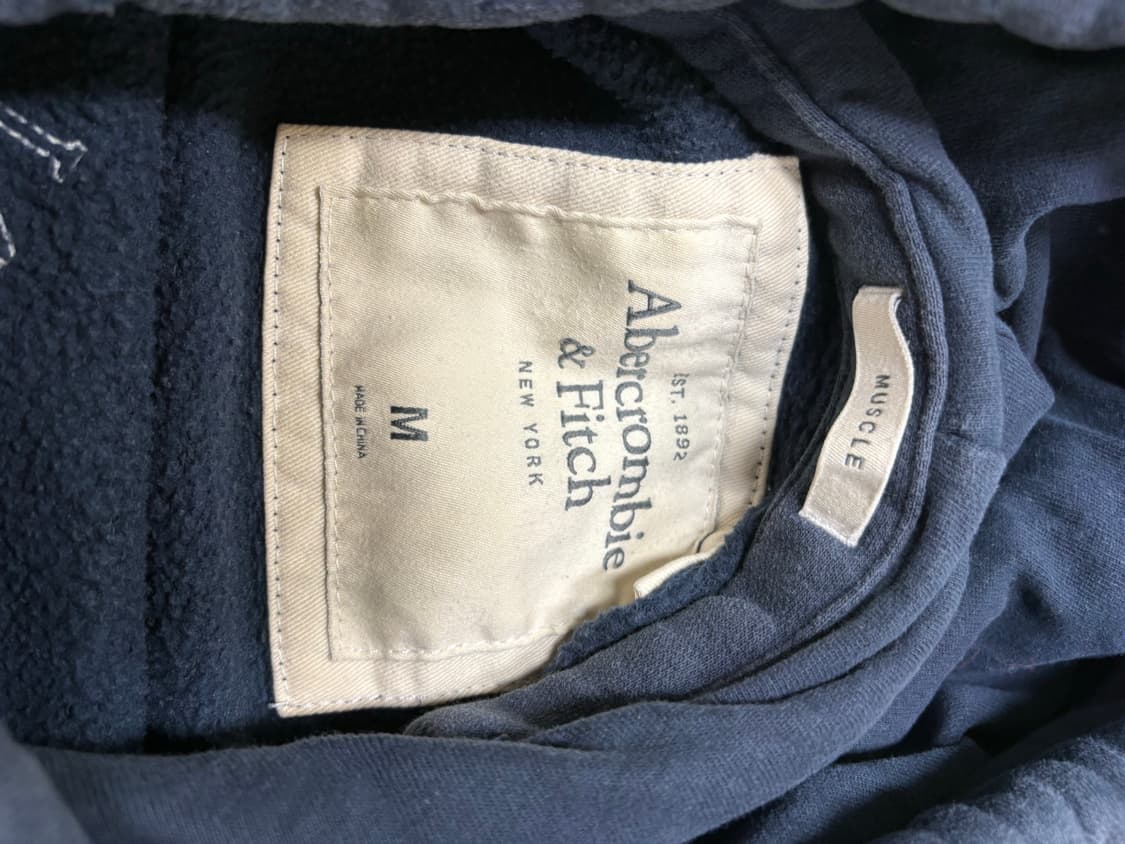 EST. 1892
Abercrombie
& Fitch
NEW YORK
M
MADE IN CHINA
MUSCLE